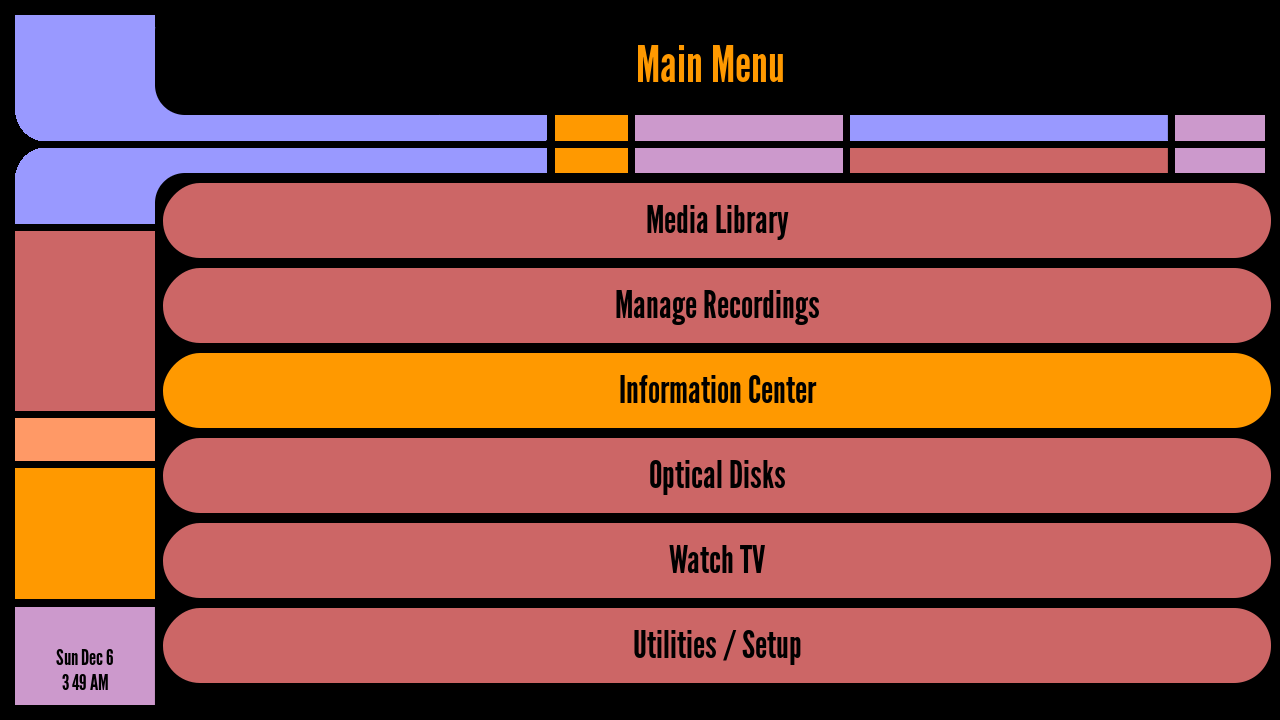 Main Menu
Media Library
Manage Recordings
Information Center
Optical Disks
Watch TV
Utilities / Setup
Sun Dec 6
3 49 AM